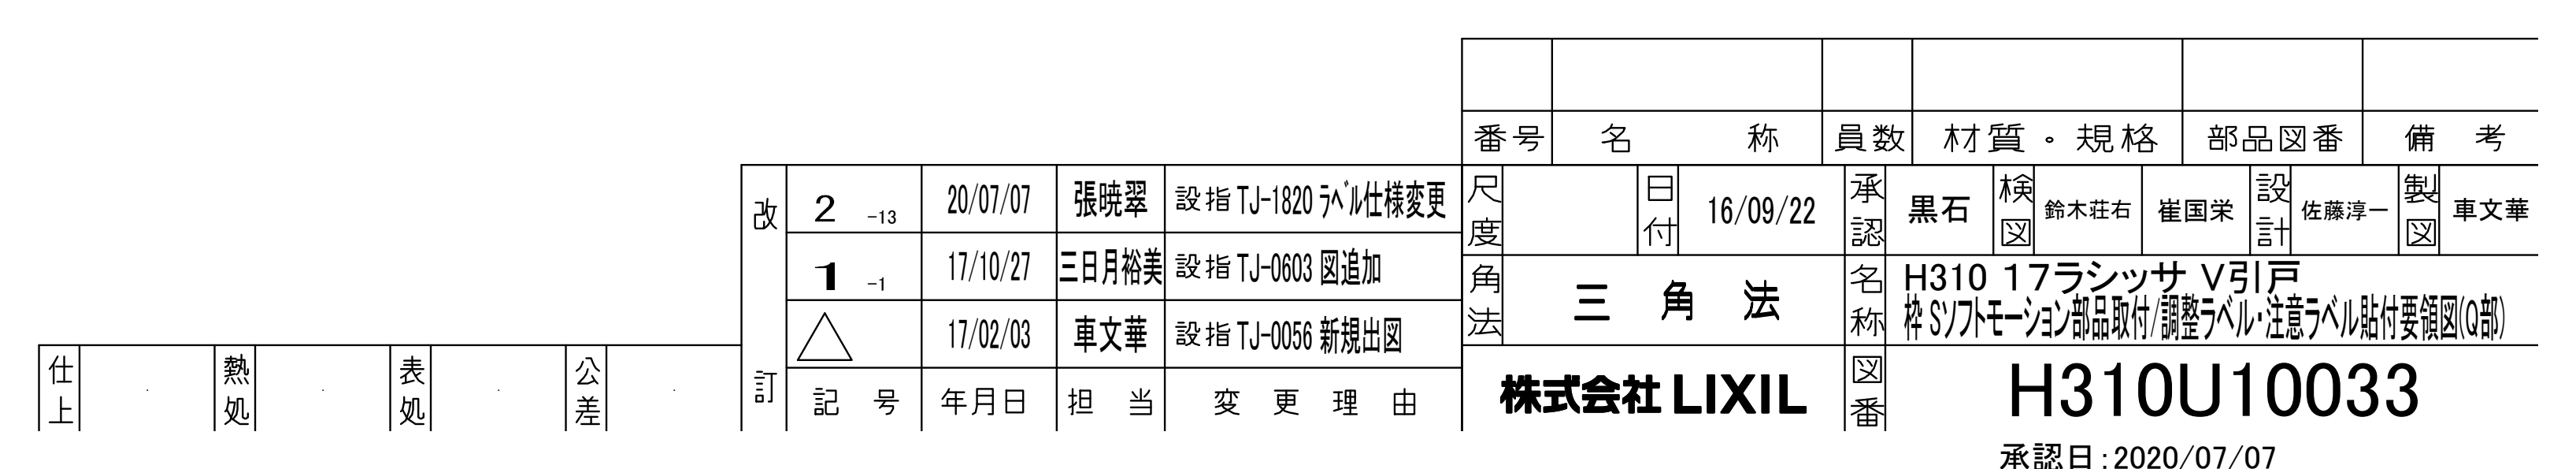 番号 名称 員数 材質・規格 部品図番 備考
改訂
2 -13 20/07/07 張暁翠 設指 TJ-1820 ラベル仕様変更
1 -1 17/10/27 三日月裕美 設指 TJ-0603 図追加
△ 17/02/03 車文華 設指 TJ-0056 新規出図
記号 年月日 担当 変更理由
尺度 日付 16/09/22 承認 黒石 検図 鈴木荘右 崔国栄 設計 佐藤淳一 製図 車文華
角法 三角法 名称 H310 17ラシッサ V引戸
枠 Sソフトモーション部品取付/調整ラベル・注意ラベル貼付要領図(Q部)
仕上 熱処 表処 公差
株式会社 LIXIL 図番 H310U10033
承認日:2020/07/07